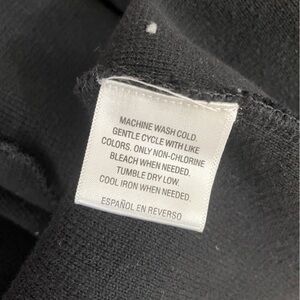 MACHINE WASH COLD.
GENTLE CYCLE WITH LIKE
COLORS. ONLY NON-CHLORINE
BLEACH WHEN NEEDED.
TUMBLE DRY LOW.
COOL IRON WHEN NEEDED.
ESPAÑOL EN REVERSO